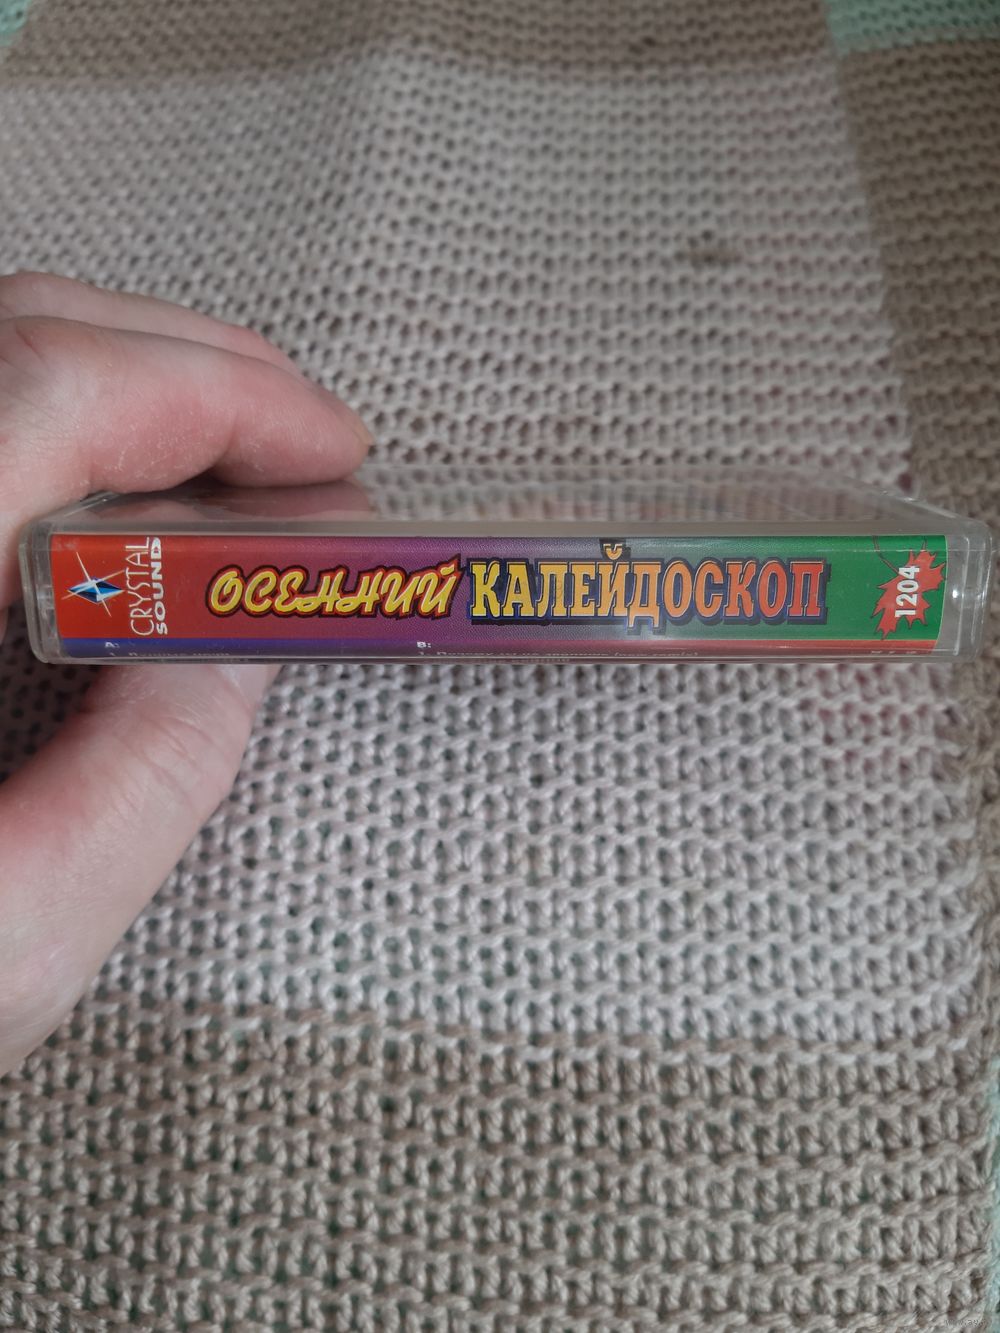 CRYSTAL
SOUND
ОСЕННИЙ КАЛЕЙДОСКОП
1204
A:
B: